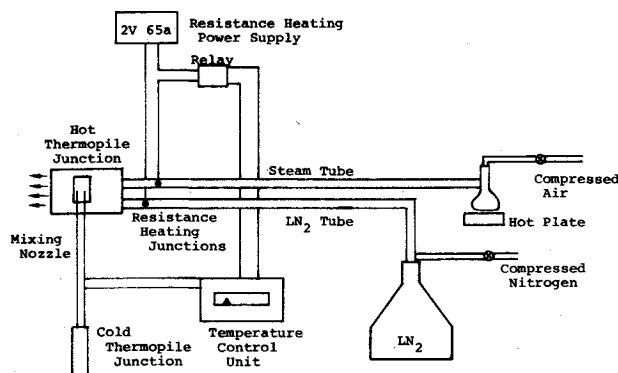 2V 65a
Resistance Heating
Power Supply
Relay
Hot
Thermopile
Junction
Steam Tube
Compressed
Air
Hot Plate
Mixing
Nozzle
Resistance
Heating
Junctions
LN2 Tube
Compressed
Nitrogen
LN2
Cold
Thermopile
Junction
Temperature
Control
Unit